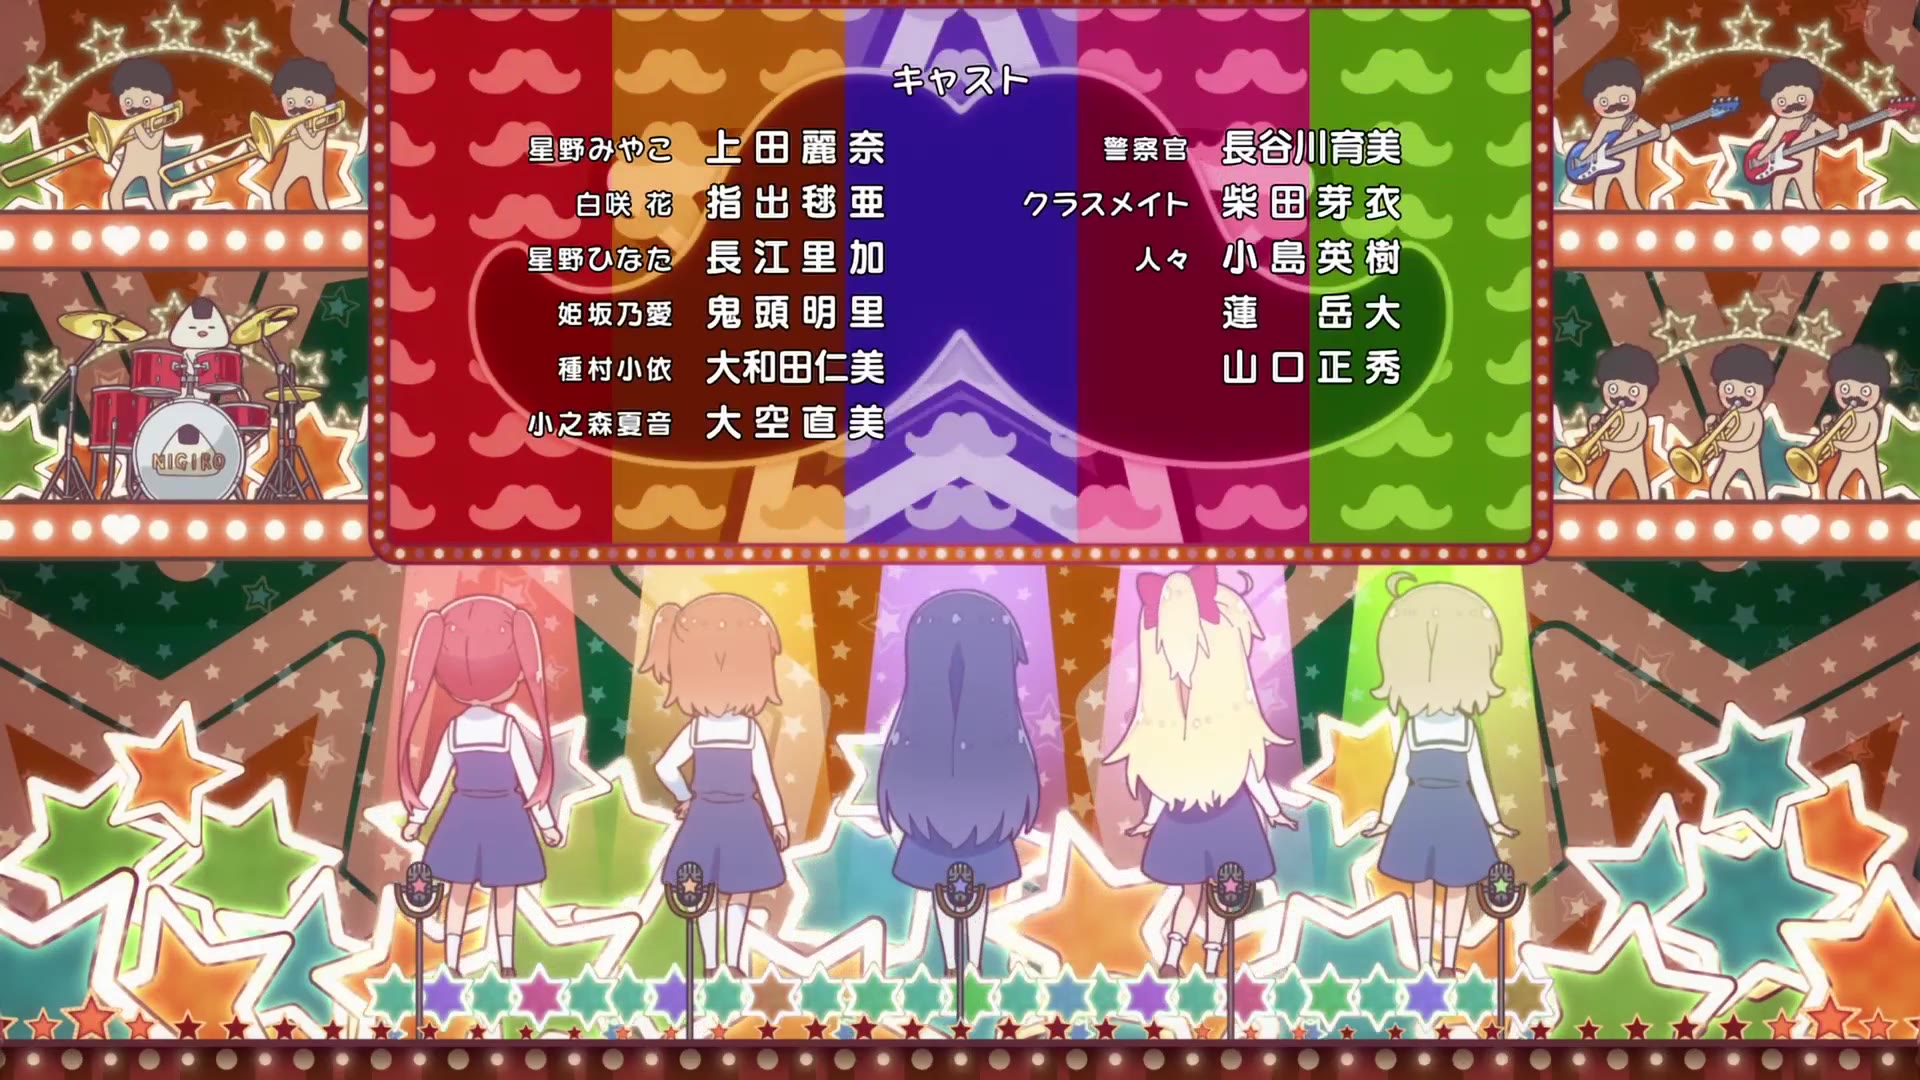 キャスト
星野みやこ 上田麗奈
白咲 花 指出毬亜
星野ひなた 長江里加
姫坂乃愛 鬼頭明里
種村小依 大和田仁美
小之森夏音 大空直美
警察官 長谷川育美
クラスメイト 柴田芽衣
人々 小島英樹
蓮 岳大
山口正秀
NIGIRO